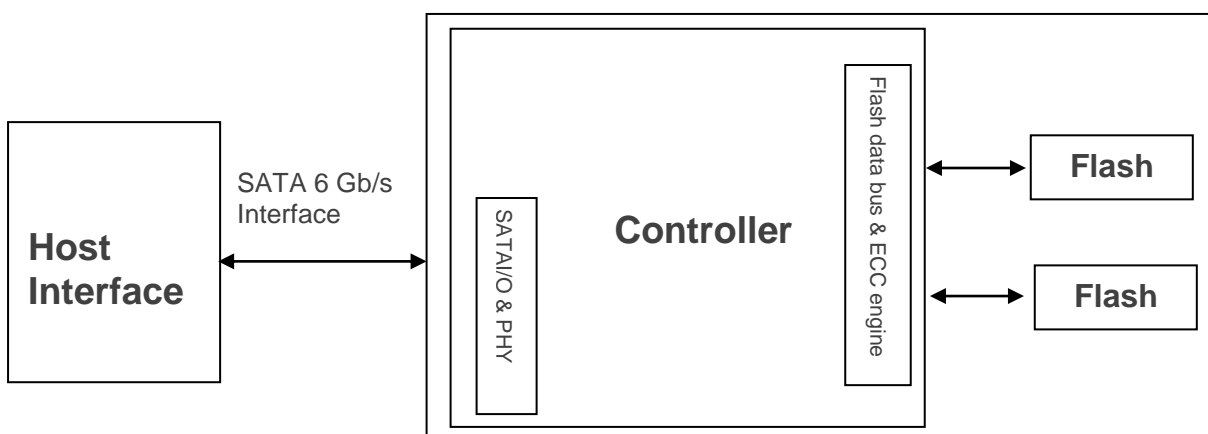 Host
Interface
SATA 6 Gb/s
Interface
SATAI/O & PHY
Controller
Flash data bus & ECC engine
Flash
Flash